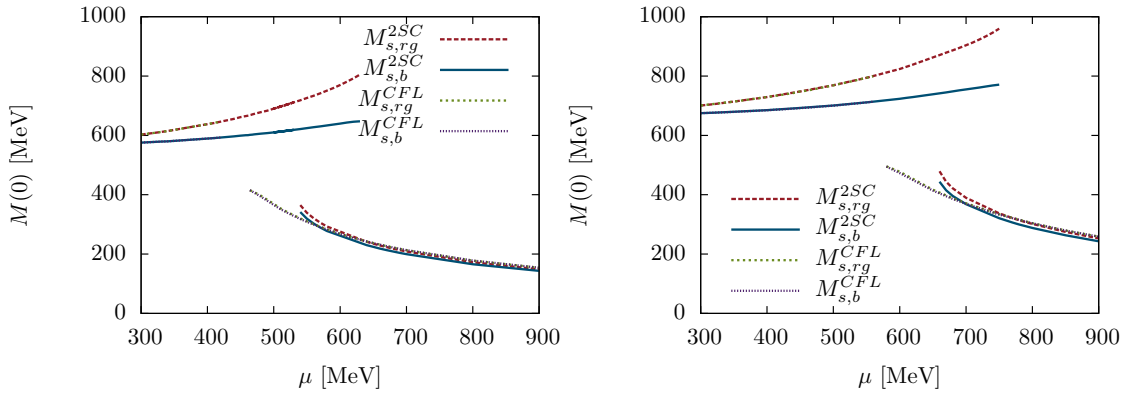 1000
800
600
400
200
0
300 400 500 600 700 800 900
M(0) [MeV]
μ [MeV]
M_{s,rg}^{2SC}
M_{s,b}^{2SC}
M_{s,rg}^{CFL}
M_{s,b}^{CFL}
1000
800
600
400
200
0
300 400 500 600 700 800 900
M(0) [MeV]
μ [MeV]
M_{s,rg}^{2SC}
M_{s,b}^{2SC}
M_{s,rg}^{CFL}
M_{s,b}^{CFL}